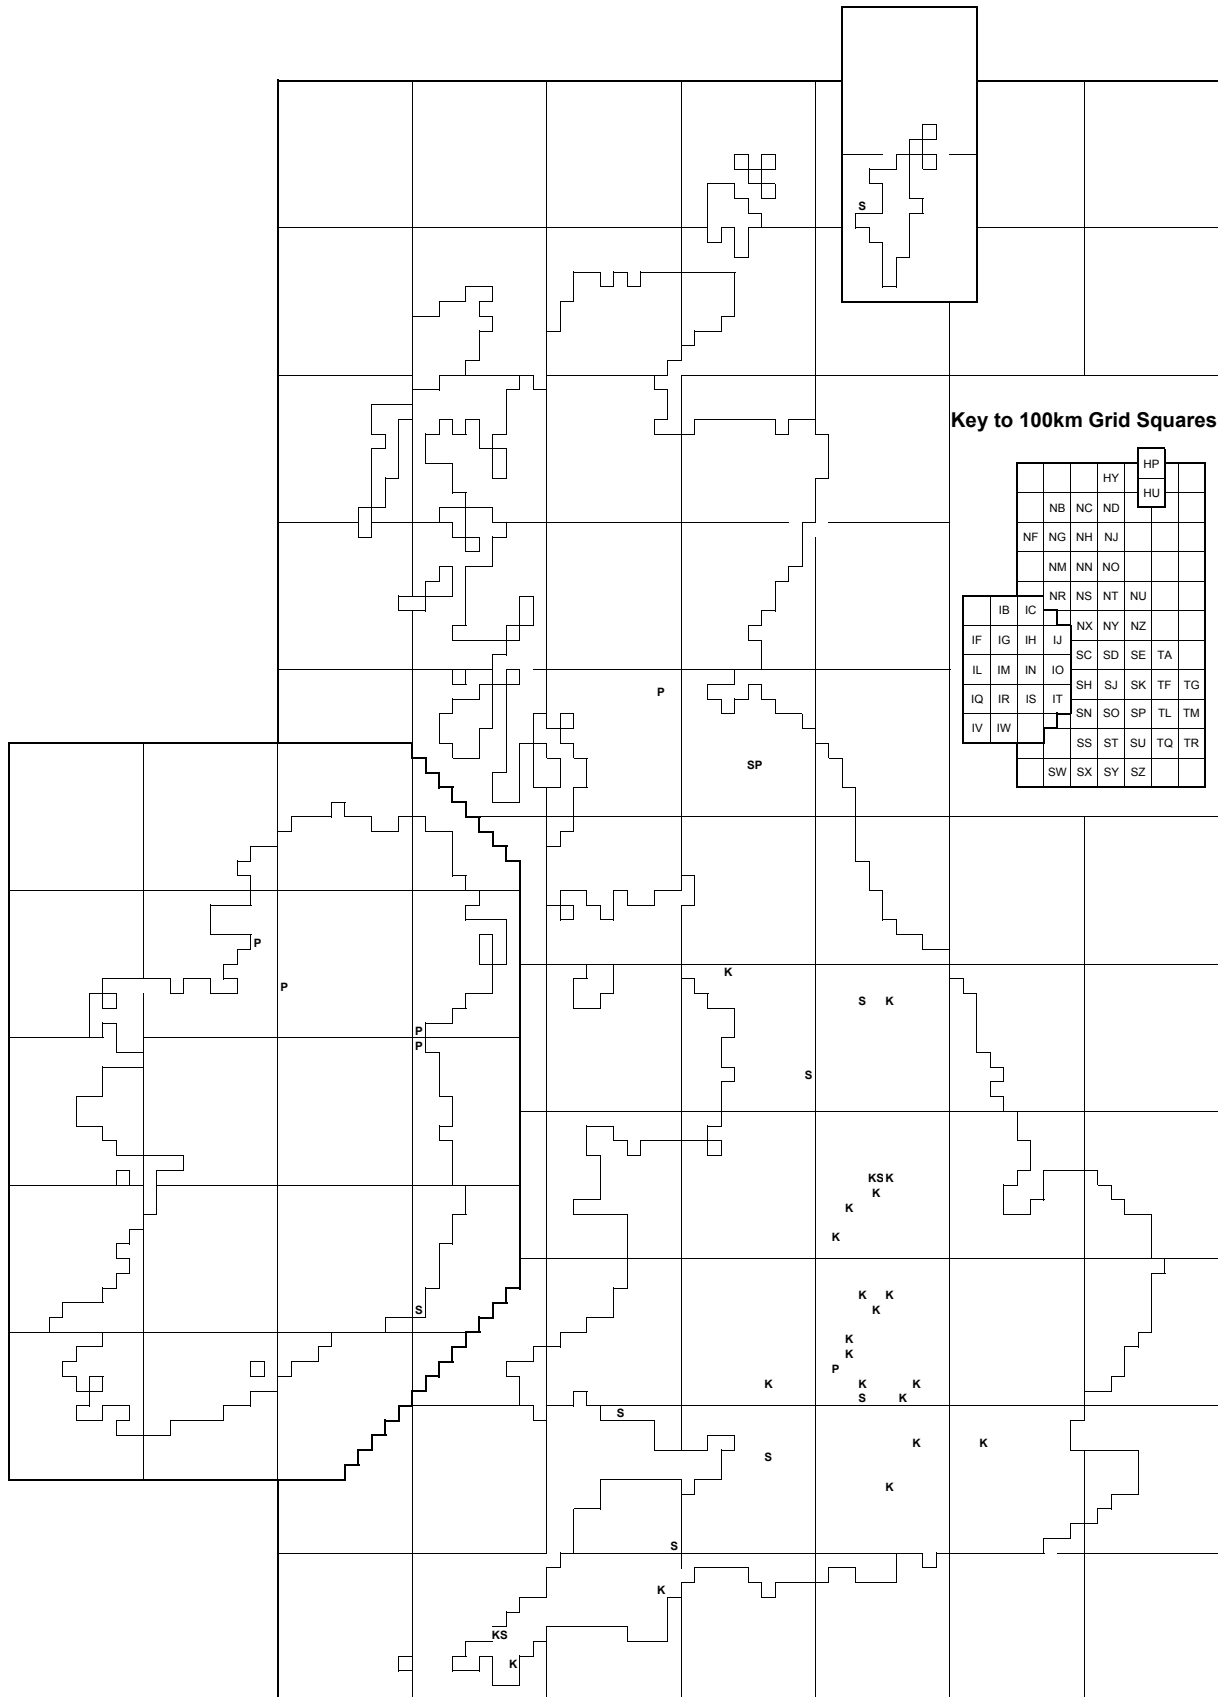 S
Key to 100km Grid Squares
HP
HY
HU
NB NC ND
NF NG NH NJ
NM NN NO
NR NS NT NU
IB IC
NX NY NZ
IF IG IH IJ
SC SD SE TA
IL IM IN IO
SH SJ SK TF TG
IQ IR IS IT
SN SO SP TL TM
IV IW
SS ST SU TQ TR
SW SX SY SZ
P
SP
P
K
P
S K
P
P
S
KS K
K
K
K
K K
S
K
K
K
P
K K K
S K
S
K K
S
K
S
K
KS
K